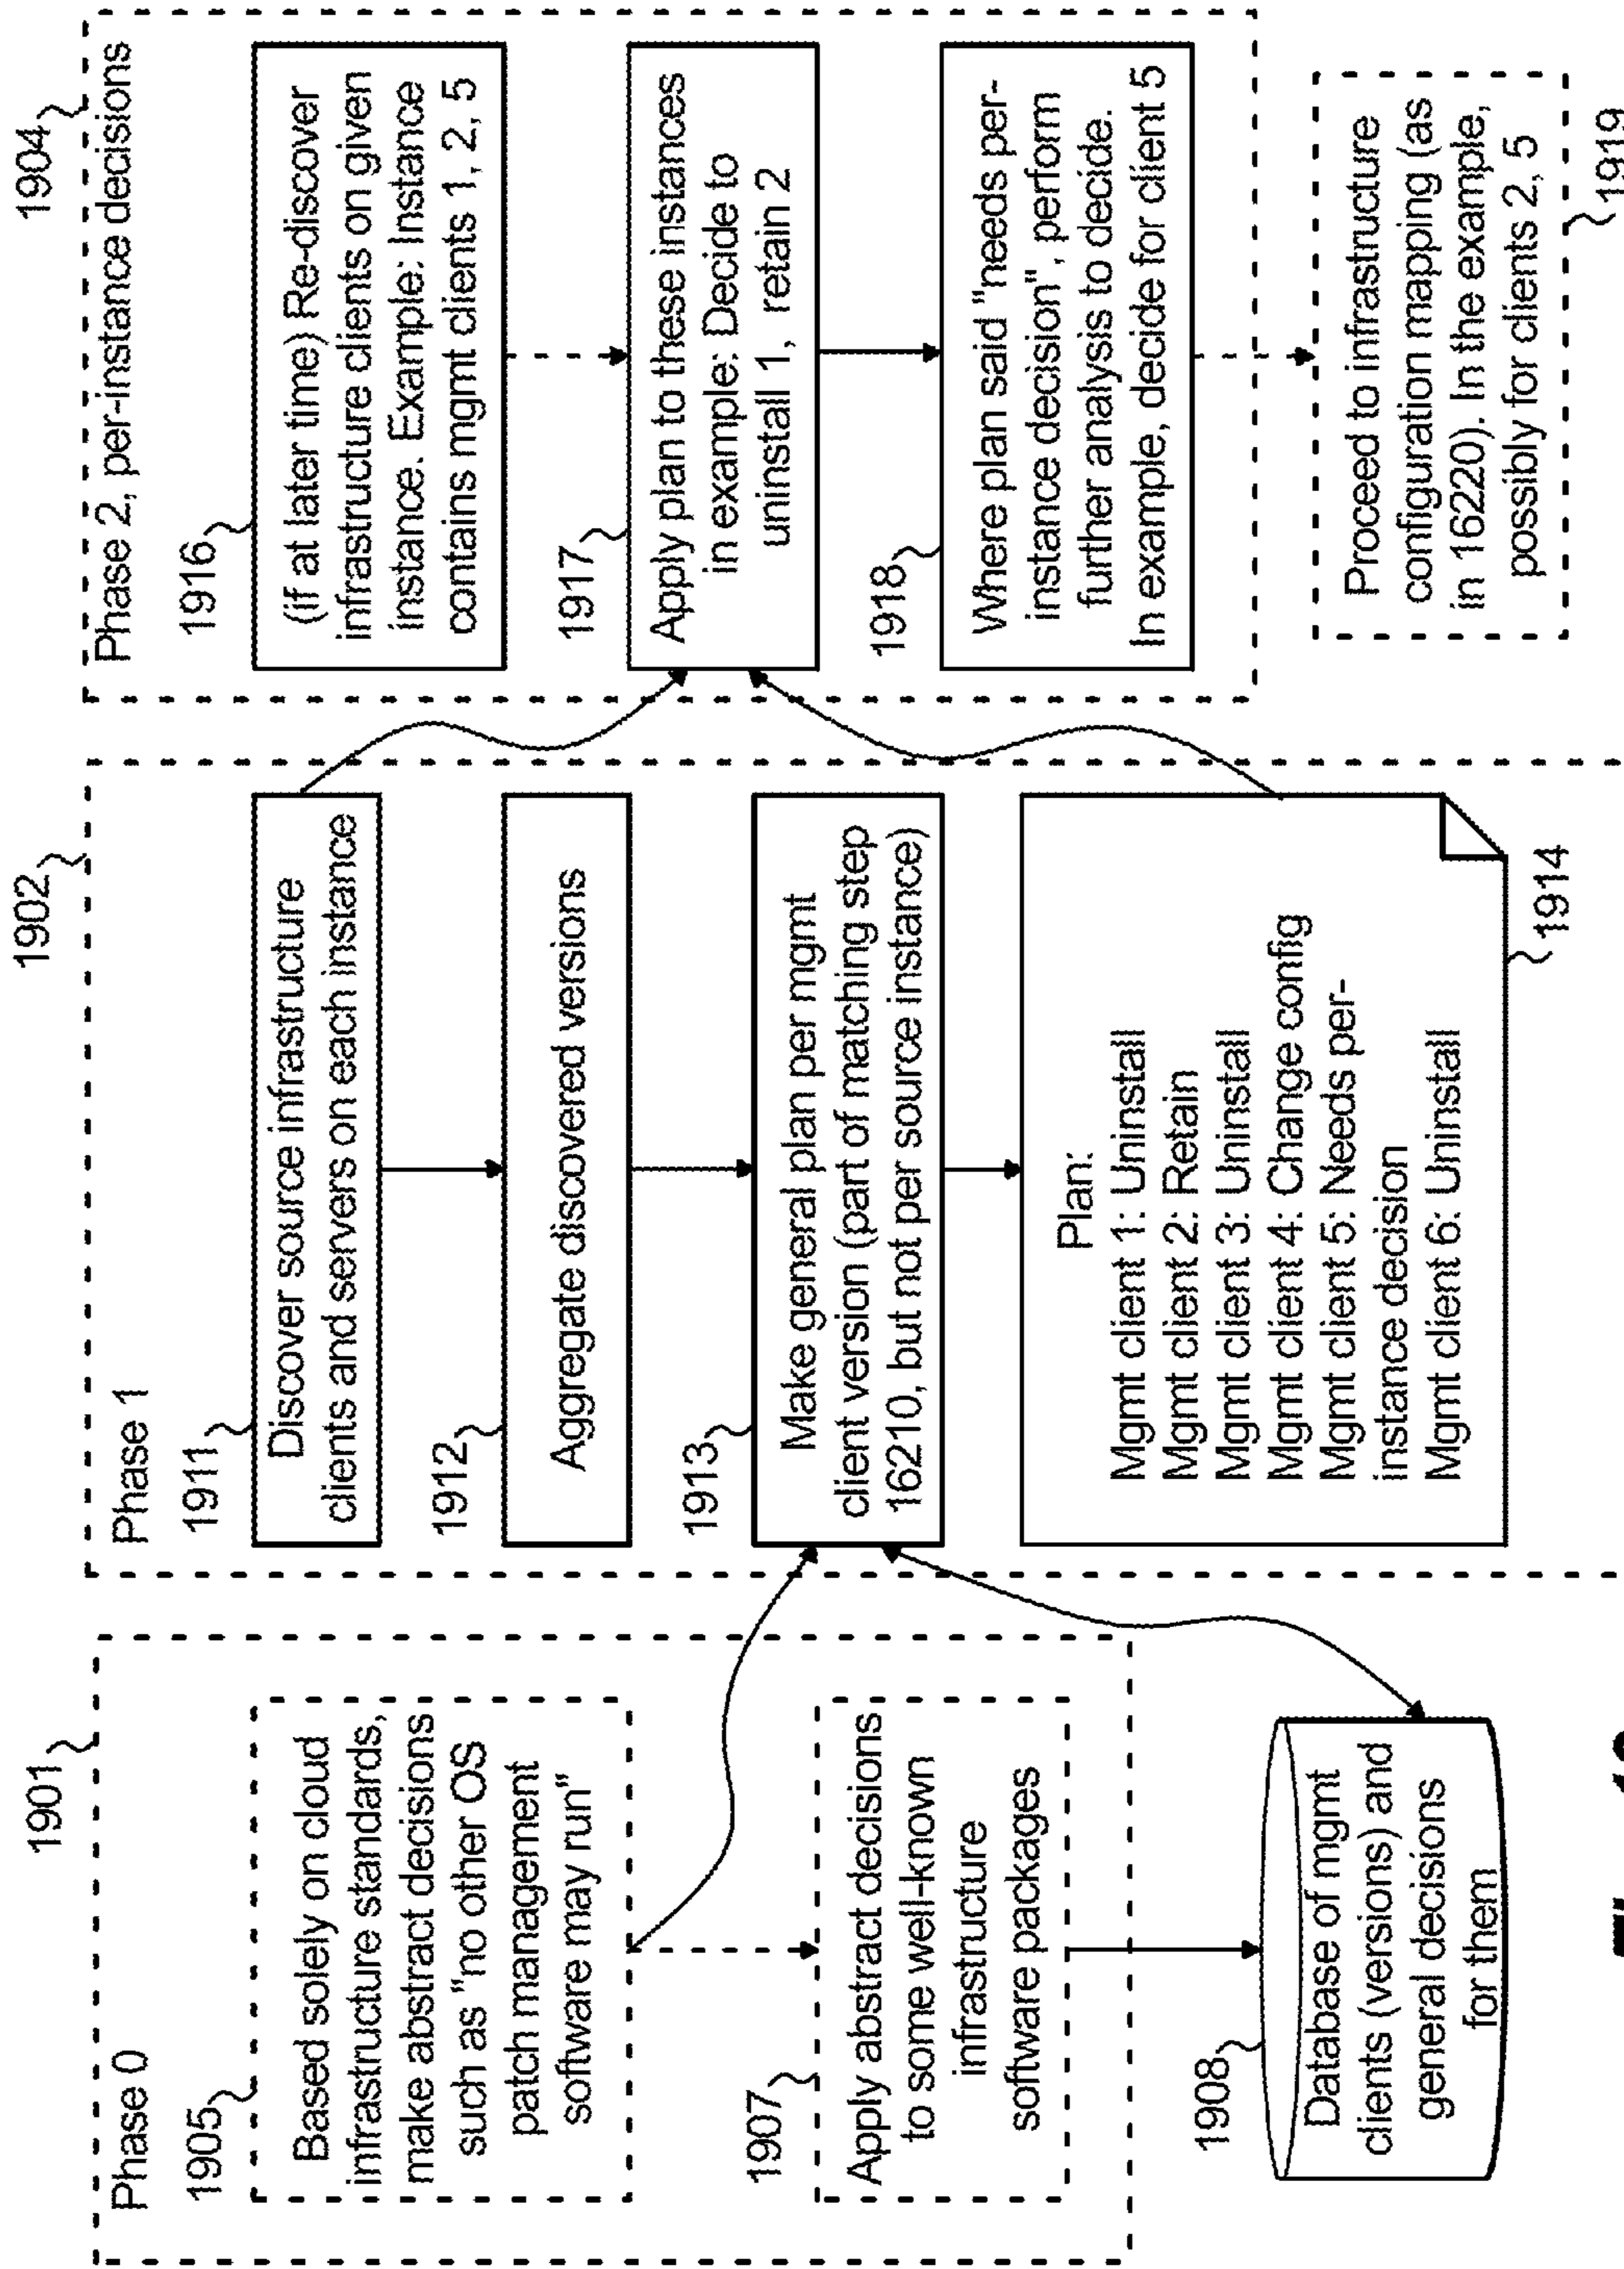 1901
Phase 0
1905
Based solely on cloud
infrastructure standards,
make abstract decisions
such as "no other OS
patch management
software may run"
1907
Apply abstract decisions
to some well-known
infrastructure
software packages
1908
Database of mgmt
clients (versions) and
general decisions
for them
1902
Phase 1
1911
Discover source infrastructure
clients and servers on each instance
1912
Aggregate discovered versions
1913
Make general plan per mgmt
client version (part of matching step
16210, but not per source instance)
Plan:
Mgmt client 1: Uninstall
Mgmt client 2: Retain
Mgmt client 3: Uninstall
Mgmt client 4: Change config
Mgmt client 5: Needs per-
instance decision
Mgmt client 6: Uninstall
1914
1904
Phase 2, per-instance decisions
1916
(if at later time) Re-discover
infrastructure clients on given
instance. Example: Instance
contains mgmt clients 1, 2, 5
1917
Apply plan to these instances
in example: Decide to
uninstall 1, retain 2
1918
Where plan said "needs per-
instance decision", perform
further analysis to decide.
In example, decide for client 5
Proceed to infrastructure
configuration mapping (as
in 16220). In the example,
possibly for clients 2, 5
1919